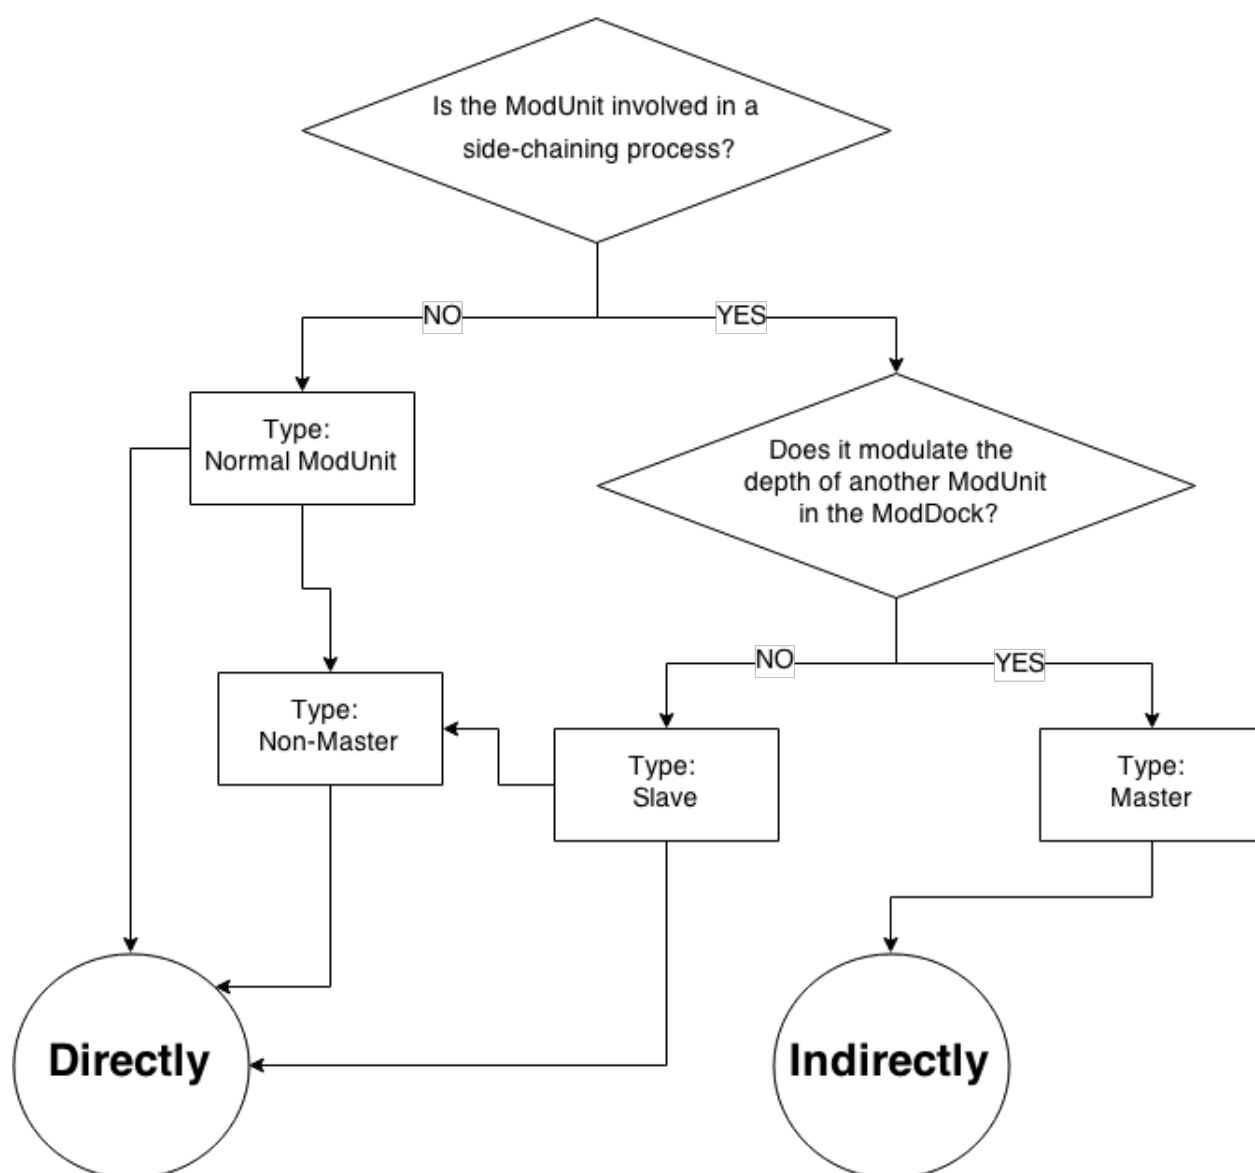 Is the ModUnit involved in a
side-chaining process?
NO
YES
Type:
Normal ModUnit
Does it modulate the
depth of another ModUnit
in the ModDock?
NO
YES
Type:
Non-Master
Type:
Slave
Type:
Master
Directly
Indirectly